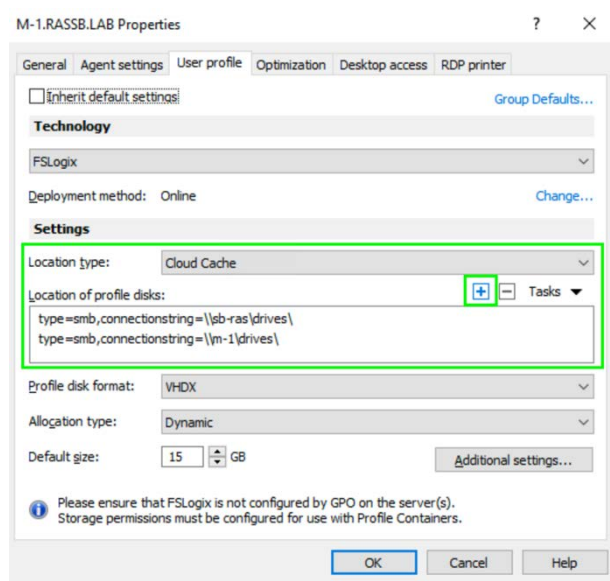 M-1.RASSB.LAB Properties ? ×
General Agent settings User profile Optimization Desktop access RDP printer
Inherit default settings Group Defaults...
Technology
FSLogix
Deployment method: Online Change...
Settings
Location type: Cloud Cache
Location of profile disks: + − Tasks ▼
type=smb,connectionstring=\\sb-ras\drives\
type=smb,connectionstring=\\m-1\drives\
Profile disk format: VHDX
Allocation type: Dynamic
Default size: 15 GB Additional settings...
Please ensure that FSLogix is not configured by GPO on the server(s).
Storage permissions must be configured for use with Profile Containers.
OK Cancel Help